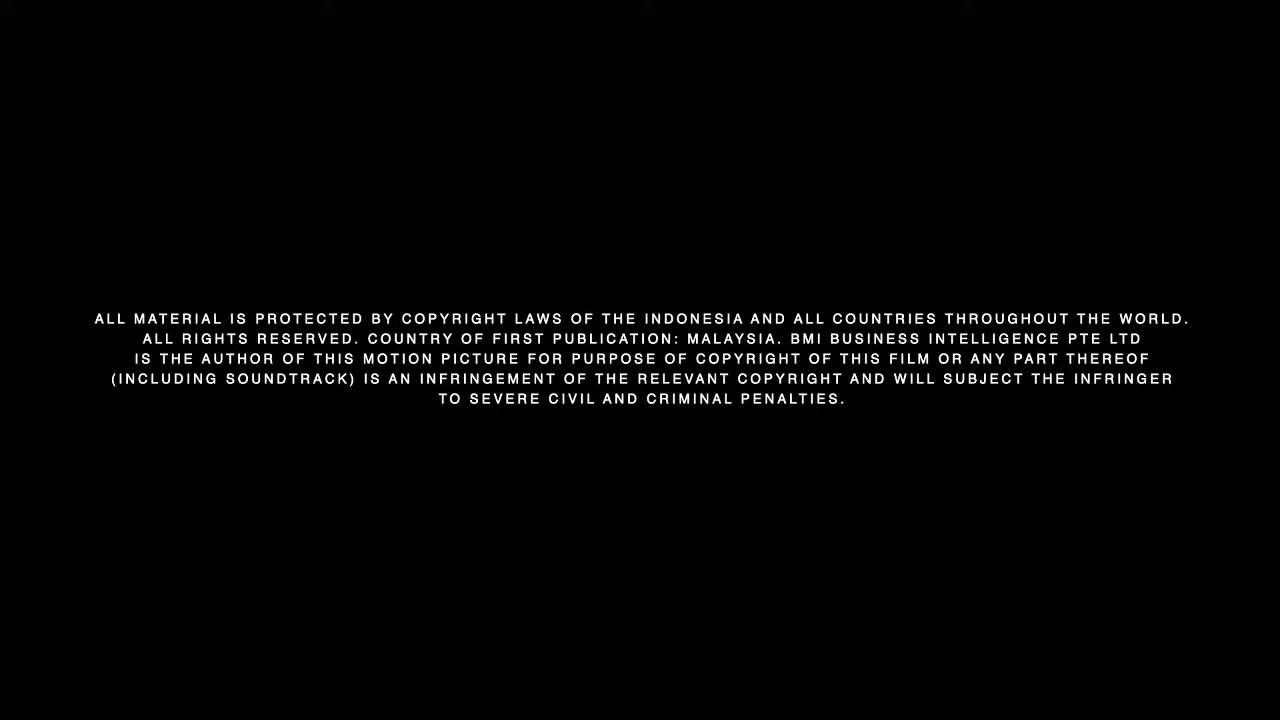 ALL MATERIAL IS PROTECTED BY COPYRIGHT LAWS OF THE INDONESIA AND ALL COUNTRIES THROUGHOUT THE WORLD.
ALL RIGHTS RESERVED. COUNTRY OF FIRST PUBLICATION: MALAYSIA. BMI BUSINESS INTELLIGENCE PTE LTD
IS THE AUTHOR OF THIS MOTION PICTURE FOR PURPOSE OF COPYRIGHT OF THIS FILM OR ANY PART THEREOF
(INCLUDING SOUNDTRACK) IS AN INFRINGEMENT OF THE RELEVANT COPYRIGHT AND WILL SUBJECT THE INFRINGER
TO SEVERE CIVIL AND CRIMINAL PENALTIES.